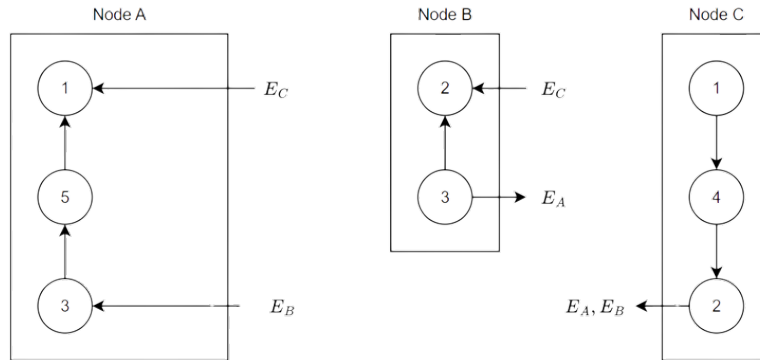 Node A
Node B
Node C
1
E_C
2
E_C
1
5
3
E_A
4
3
E_B
E_A, E_B
2